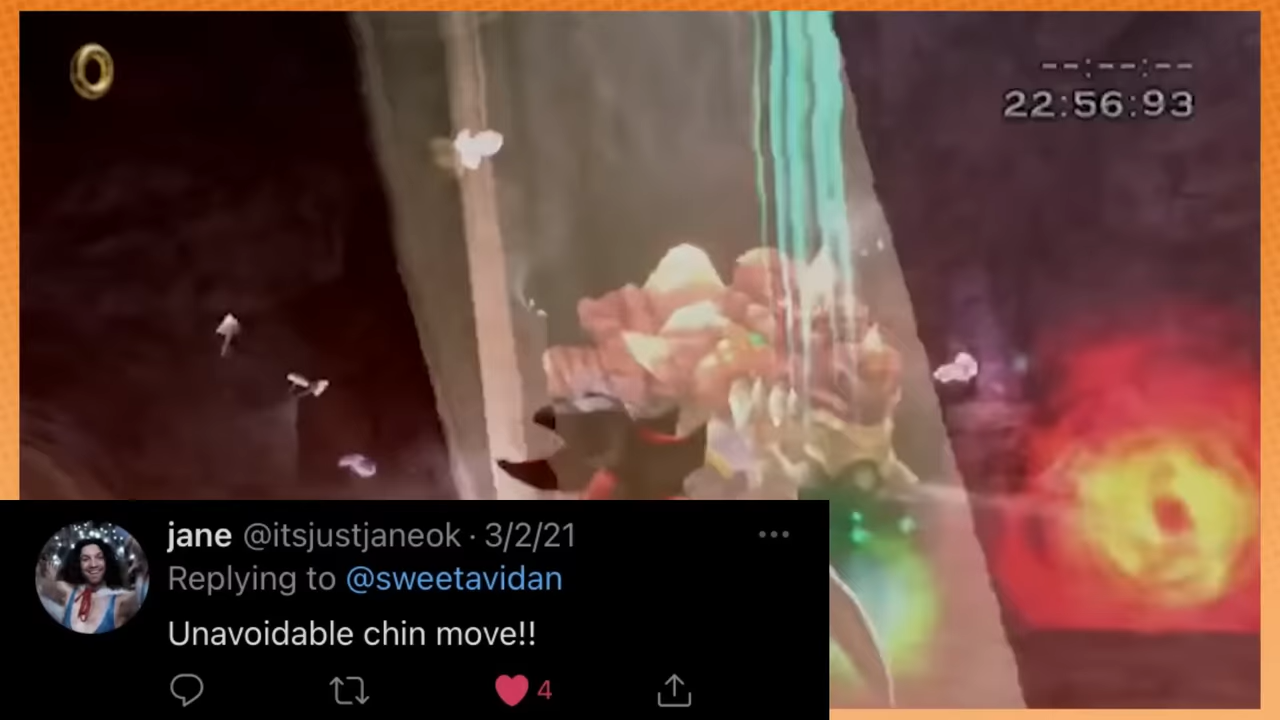 --:--:--
22:56:93
jane @itsjustjaneok · 3/2/21
Replying to @sweetavidan
Unavoidable chin move!!
4